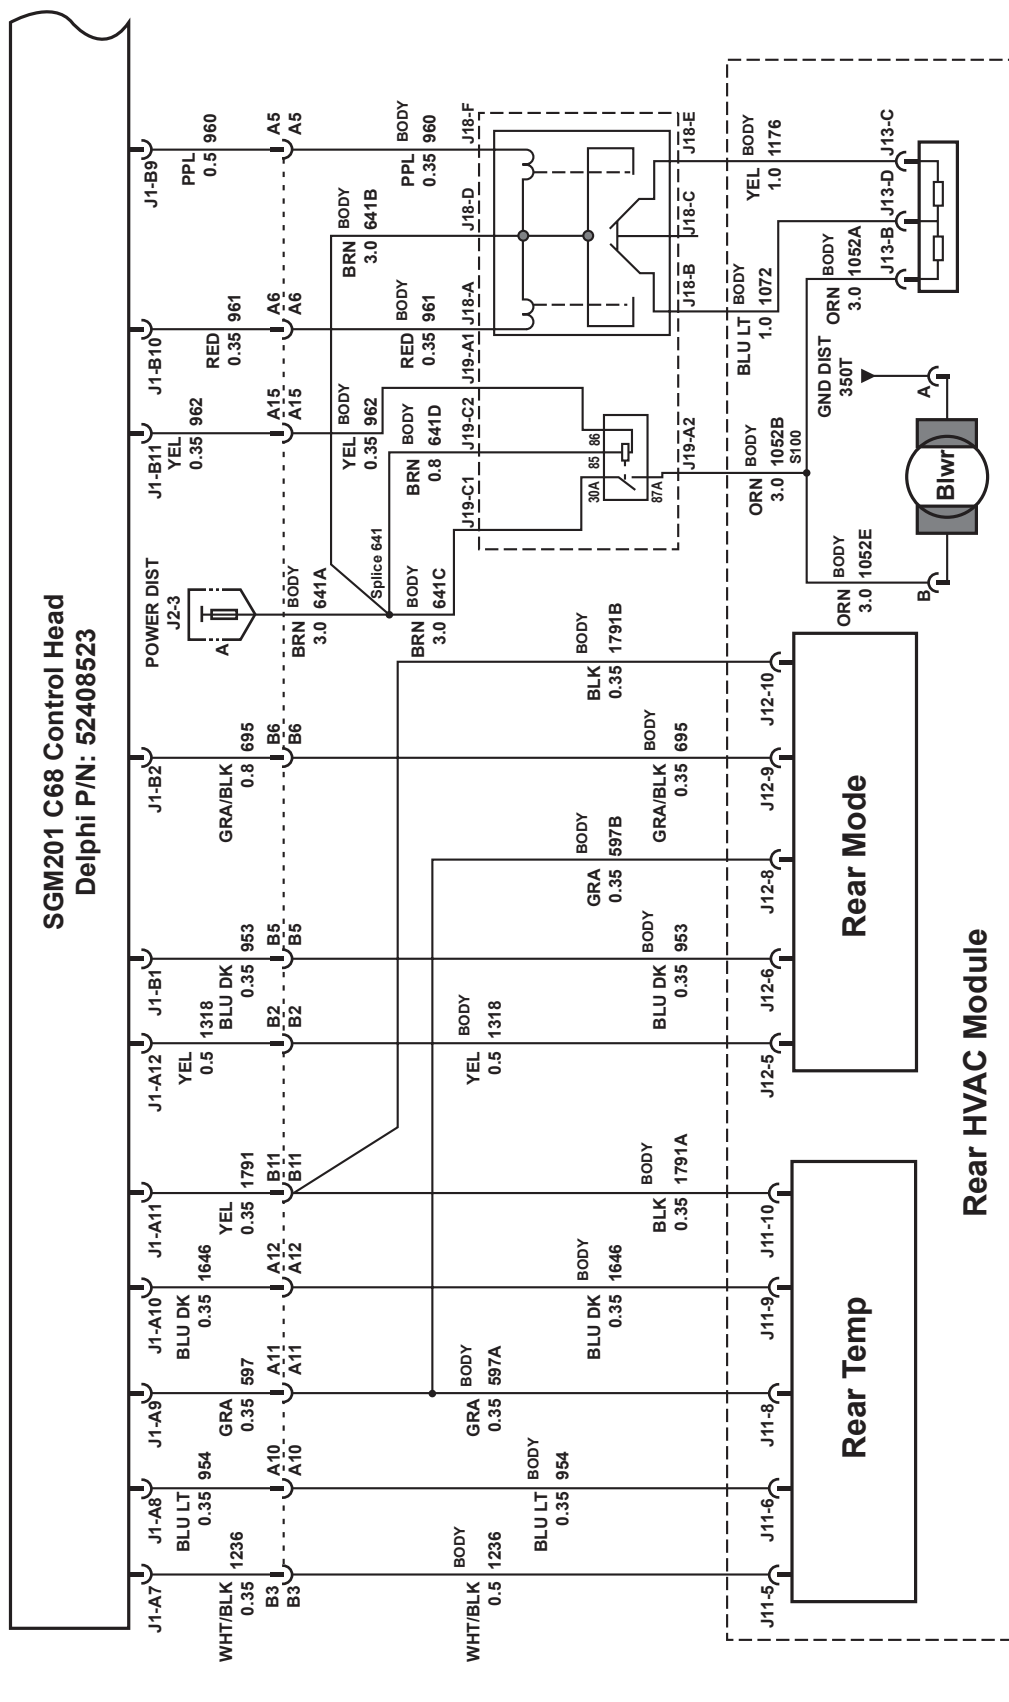 SGM201 C68 Control Head
Delphi P/N: 52408523
J1-A7
WHT/BLK
0.35
1236
B3
B3
BODY
WHT/BLK
0.5
1236
J11-5
J1-A8
BLU LT
0.35
954
A10
A10
BODY
BLU LT
0.35
954
J11-6
J1-A9
GRA
0.35
597
A11
A11
BODY
GRA
0.35
597A
J11-8
J1-A10
BLU DK
0.35
1646
A12
A12
BODY
BLU DK
0.35
1646
J11-9
J1-A11
YEL
0.35
1791
B11
B11
BODY
BLK
0.35
1791A
J11-10
Rear Temp
J1-A12
YEL
0.5
1318
B2
B2
BODY
YEL
0.5
1318
J12-5
J1-B1
BLU DK
0.35
953
B5
B5
BODY
BLU DK
0.35
953
J12-6
BODY
GRA
0.35
597B
J12-8
J1-B2
GRA/BLK
0.8
695
B6
B6
BODY
GRA/BLK
0.35
695
J12-9
BODY
BLK
0.35
1791B
J12-10
Rear Mode
Rear HVAC Module
POWER DIST
J2-3
A
BODY
BRN
3.0
641A
Splice 641
BODY
BRN
3.0
641C
J19-C1
J1-B11
YEL
0.35
962
A15
A15
BODY
YEL
0.35
962
BODY
BRN
0.8
641D
J19-C2
J19-A1
30A
85
86
87A
J19-A2
J1-B10
RED
0.35
961
A6
A6
BODY
RED
0.35
961
J18-A
BODY
BRN
3.0
641B
J18-D
J1-B9
PPL
0.5
960
A5
A5
BODY
PPL
0.35
960
J18-F
J18-B
J18-C
J18-E
BODY
ORN
3.0
1052B
S100
BODY
BLU LT
1.0
1072
BODY
YEL
1.0
1176
BODY
ORN
3.0
1052E
GND DIST
350T
BODY
ORN
3.0
1052A
J13-B
J13-D
J13-C
B
Blwr
A